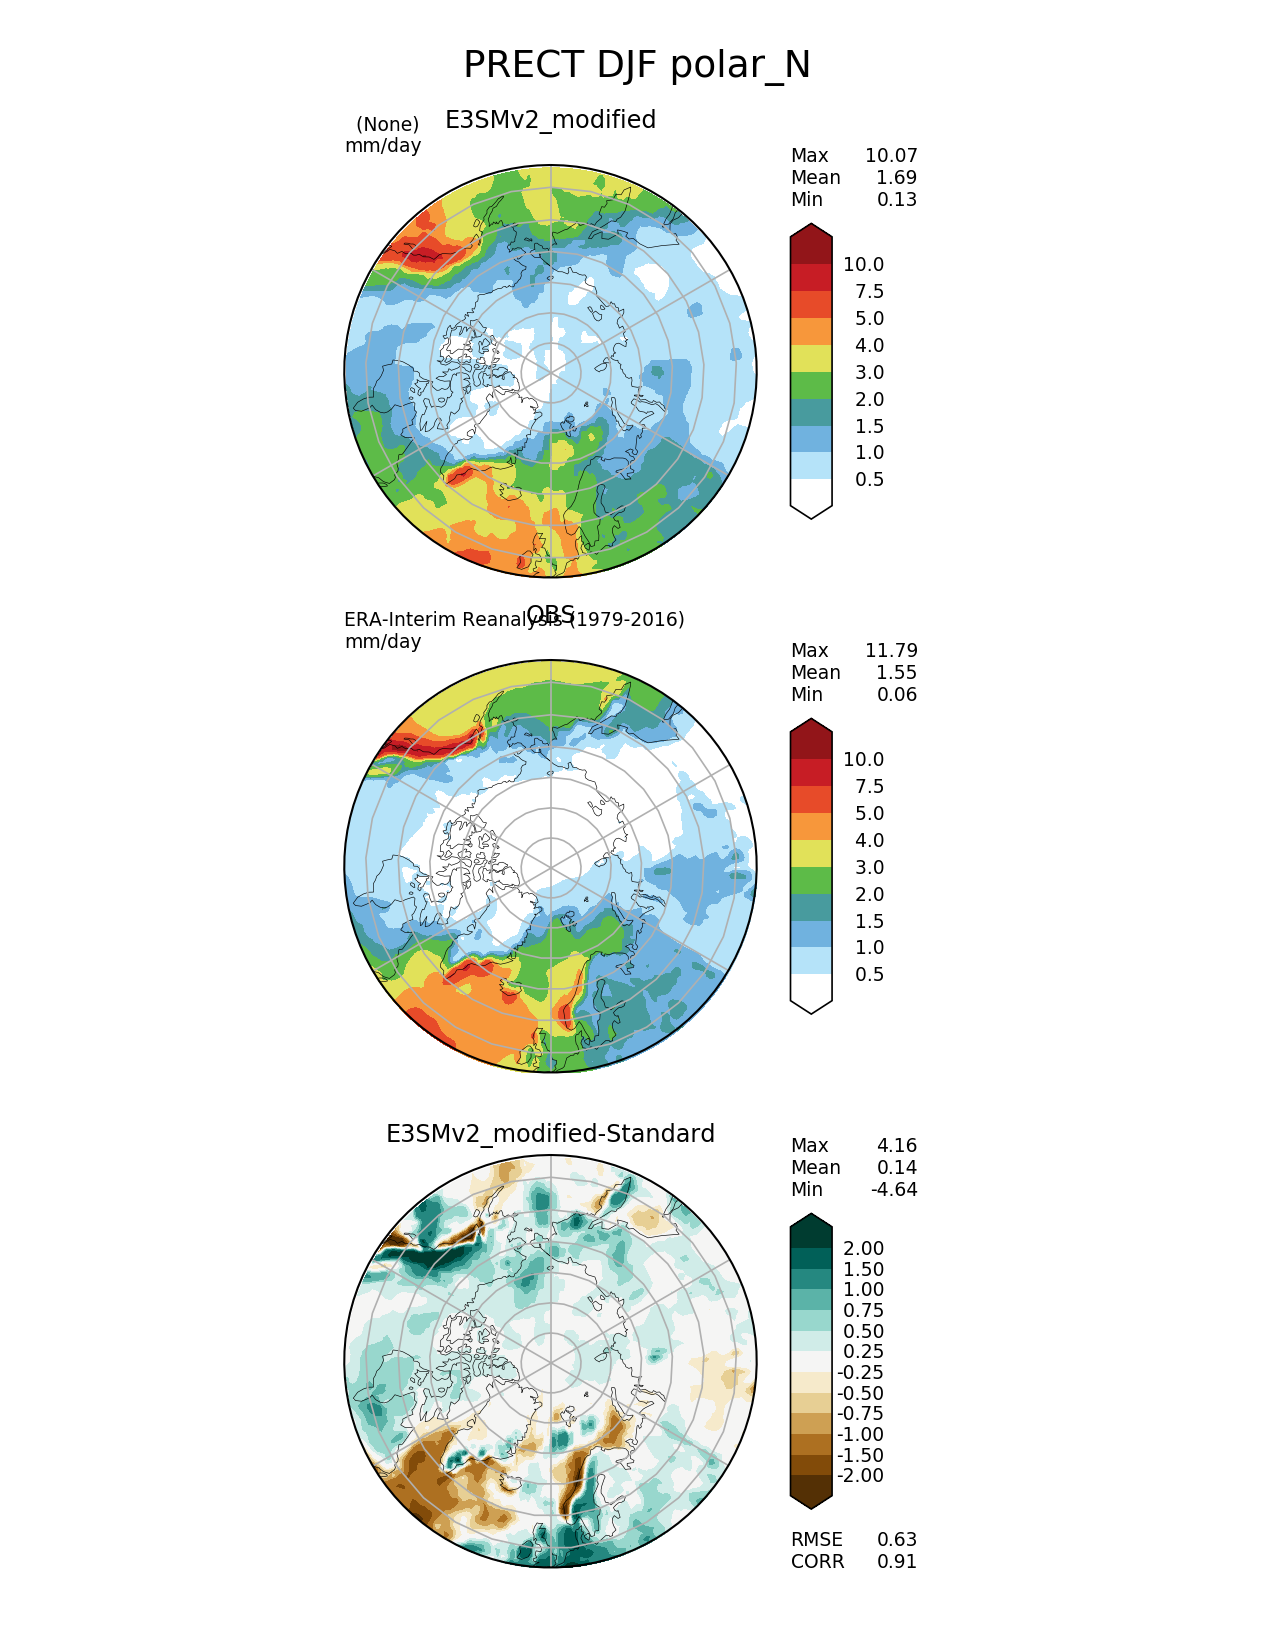 PRECT DJF polar_N
E3SMv2_modified
(None)
mm/day
Max 10.07
Mean 1.69
Min 0.13
10.0
7.5
5.0
4.0
3.0
2.0
1.5
1.0
0.5
OBS
ERA-Interim Reanalysis (1979-2016)
mm/day
Max 11.79
Mean 1.55
Min 0.06
10.0
7.5
5.0
4.0
3.0
2.0
1.5
1.0
0.5
E3SMv2_modified-Standard
Max 4.16
Mean 0.14
Min -4.64
2.00
1.50
1.00
0.75
0.50
0.25
-0.25
-0.50
-0.75
-1.00
-1.50
-2.00
RMSE 0.63
CORR 0.91